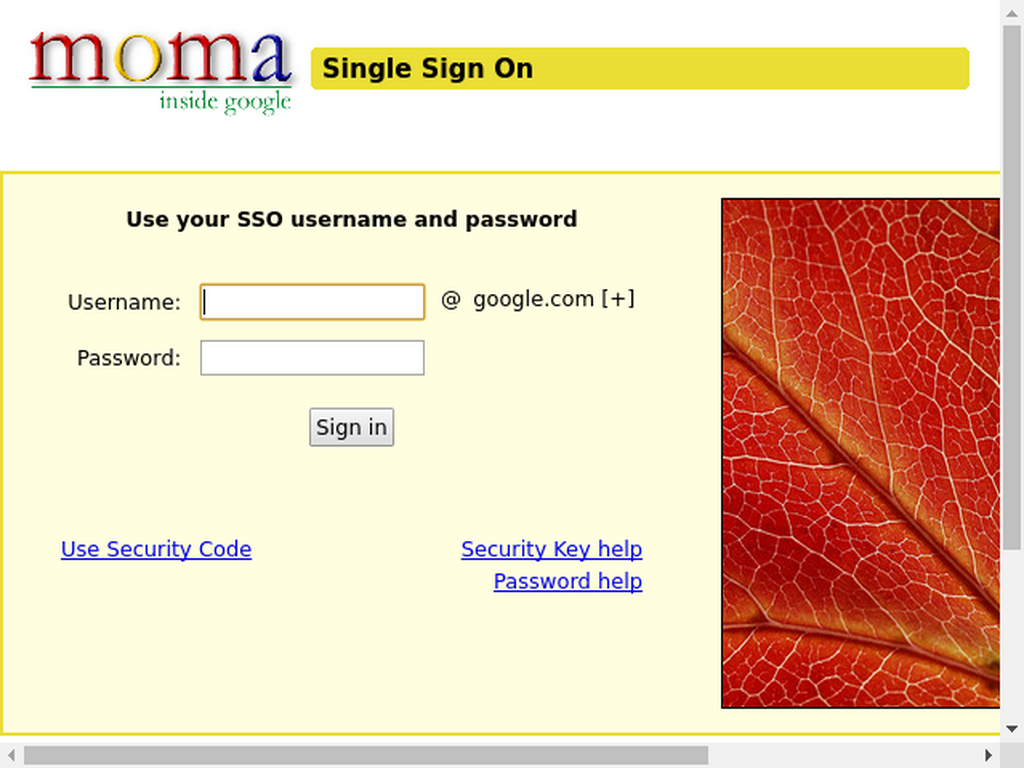 moma
inside google
Single Sign On
Use your SSO username and password
Username: @ google.com [+]
Password:
Sign in
Use Security Code Security Key help
Password help